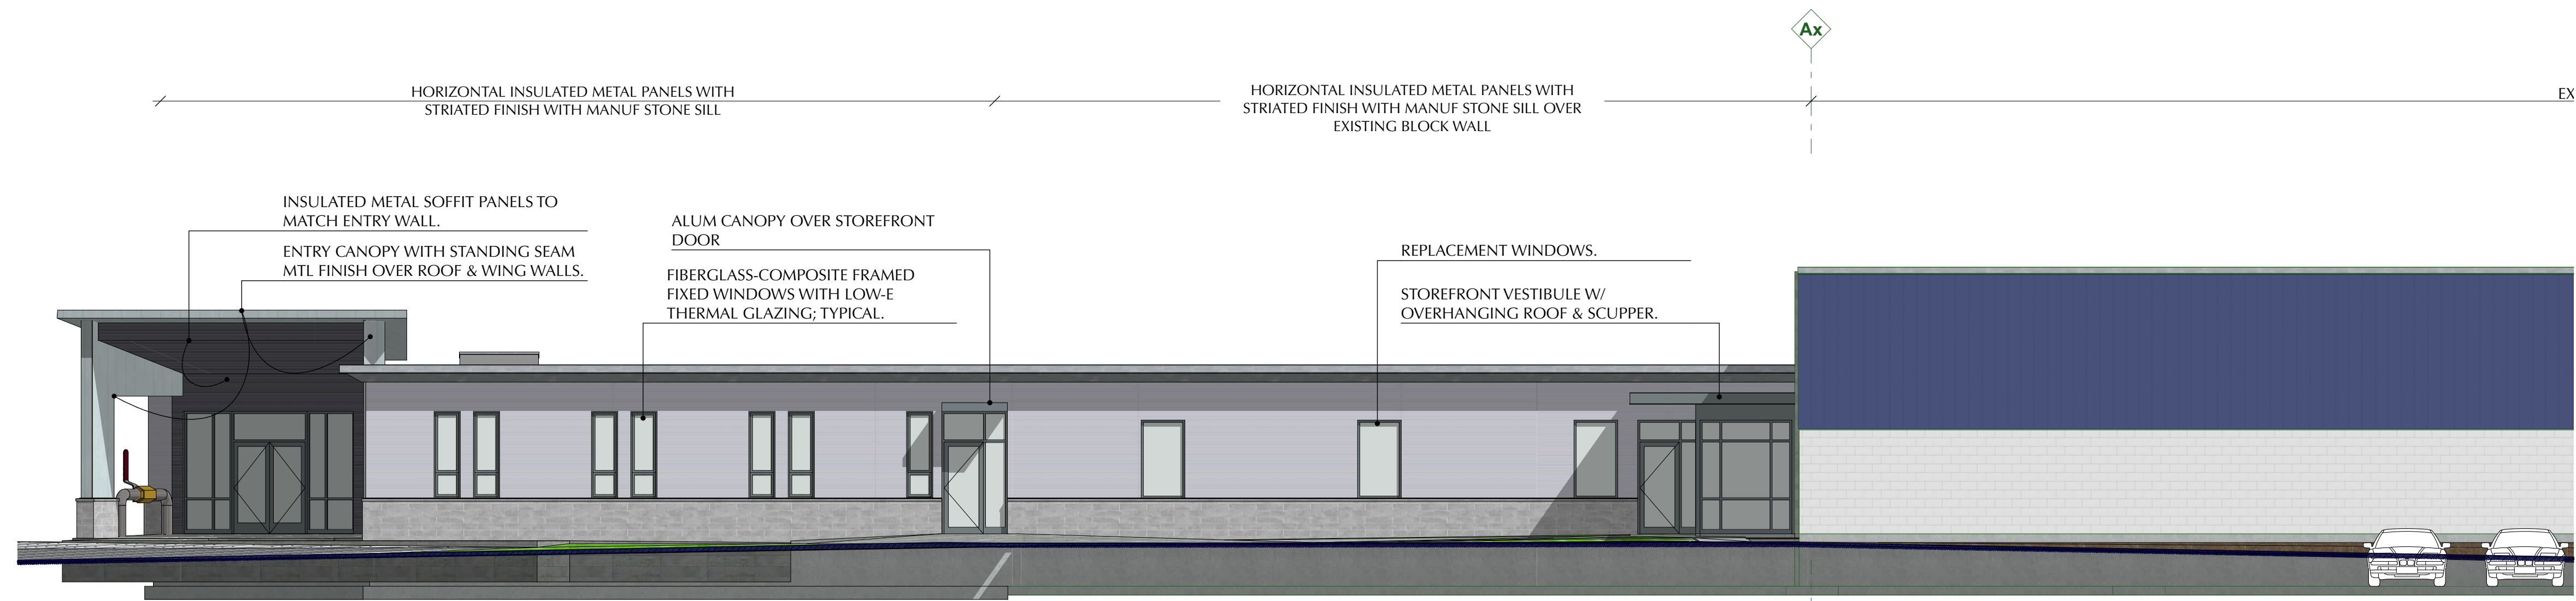 Ax
HORIZONTAL INSULATED METAL PANELS WITH
STRIATED FINISH WITH MANUF STONE SILL
HORIZONTAL INSULATED METAL PANELS WITH
STRIATED FINISH WITH MANUF STONE SILL OVER
EXISTING BLOCK WALL
EX
INSULATED METAL SOFFIT PANELS TO
MATCH ENTRY WALL.
ENTRY CANOPY WITH STANDING SEAM
MTL FINISH OVER ROOF & WING WALLS.
ALUM CANOPY OVER STOREFRONT
DOOR
FIBERGLASS-COMPOSITE FRAMED
FIXED WINDOWS WITH LOW-E
THERMAL GLAZING; TYPICAL.
REPLACEMENT WINDOWS.
STOREFRONT VESTIBULE W/
OVERHANGING ROOF & SCUPPER.